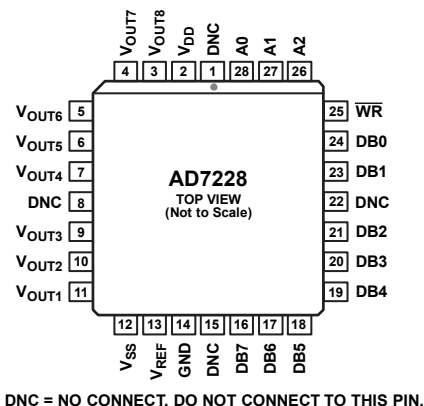 VOUT7 VOUT8 VDD DNC A0 A1 A2
4 3 2 1 28 27 26
VOUT6 5
VOUT5 6
VOUT4 7
DNC 8
VOUT3 9
VOUT2 10
VOUT1 11
AD7228
TOP VIEW
(Not to Scale)
25 W̅R̅
24 DB0
23 DB1
22 DNC
21 DB2
20 DB3
19 DB4
12 13 14 15 16 17 18
VSS VREF GND DNC DB7 DB6 DB5
DNC = NO CONNECT. DO NOT CONNECT TO THIS PIN.